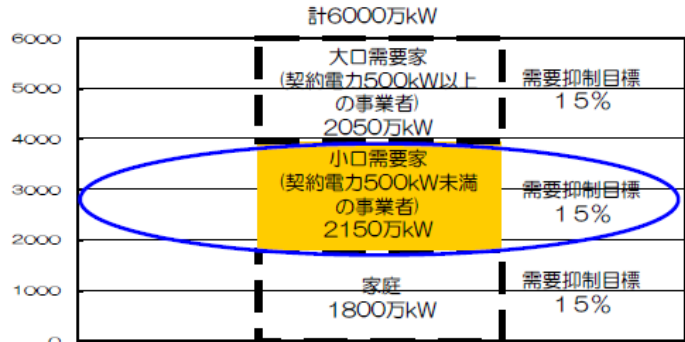 計6000万kW
6000
大口需要家
(契約電力500kW以上
の事業者)
2050万kW
需要抑制目標
15%
5000
4000
小口需要家
(契約電力500kW未満
の事業者)
2150万kW
需要抑制目標
15%
3000
2000
家庭
1800万kW
需要抑制目標
15%
1000
0